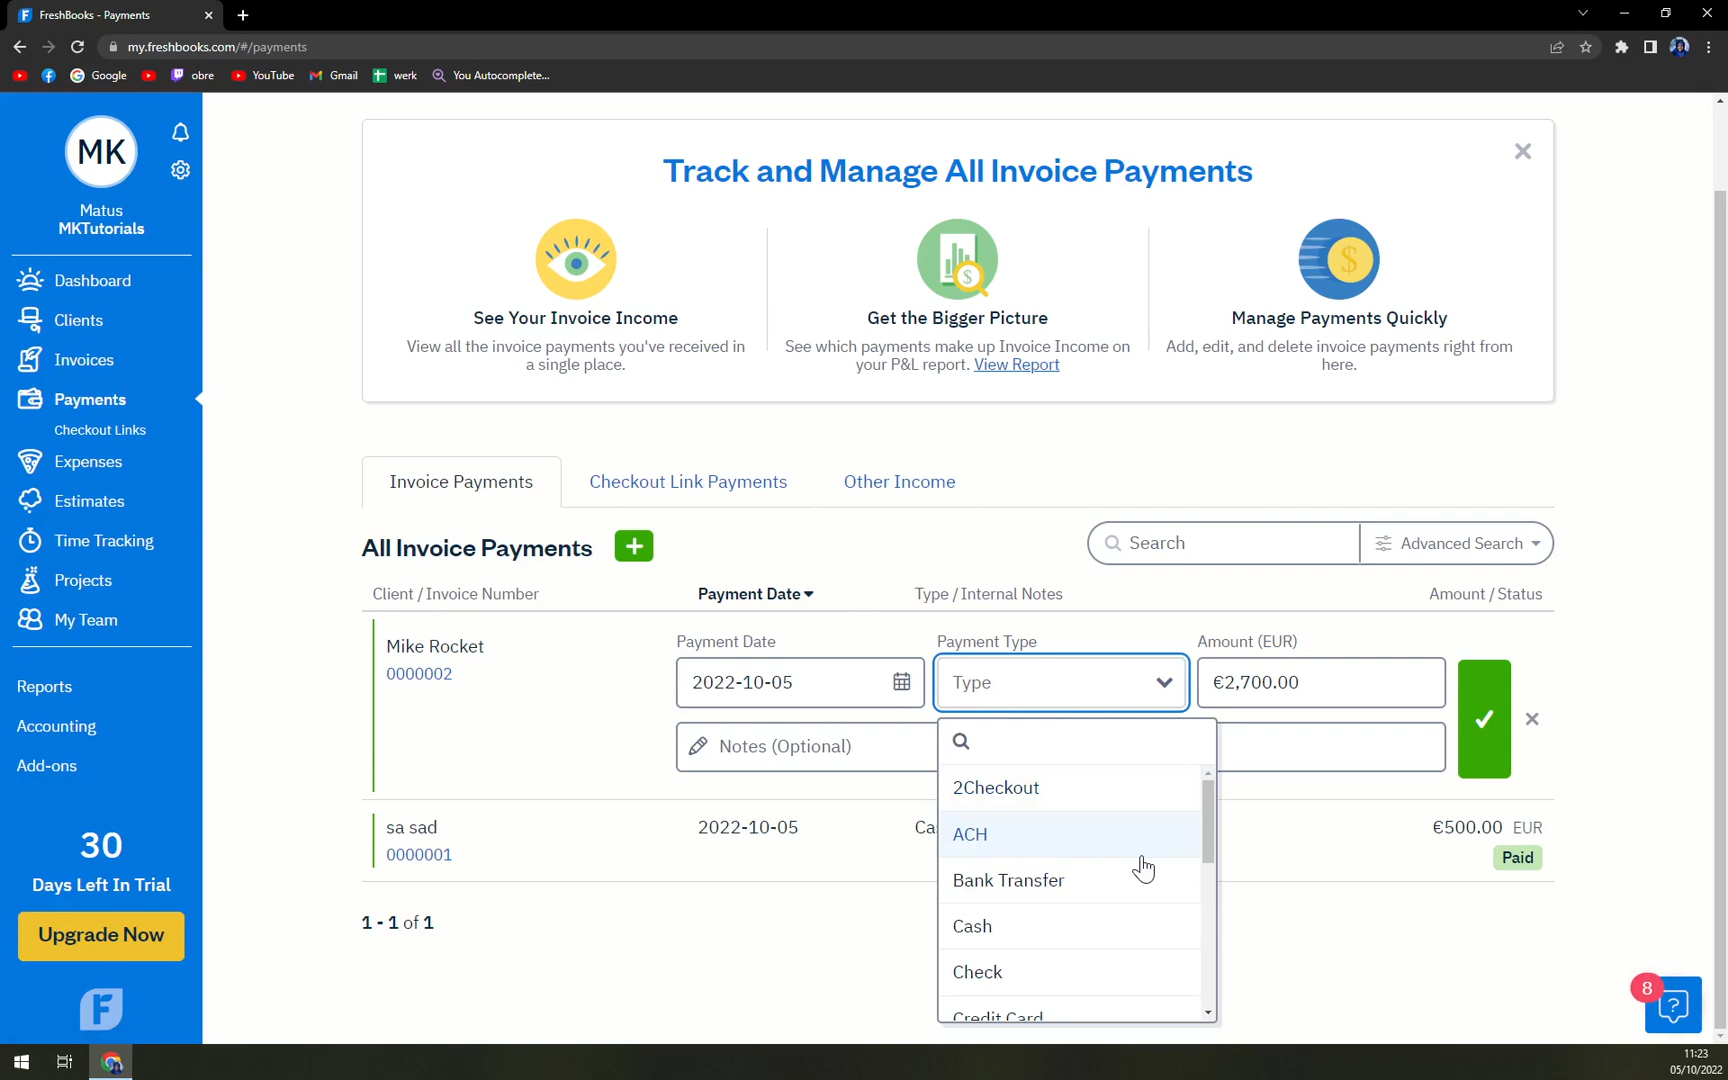 FreshBooks - Payments
my.freshbooks.com/#/payments
Google
obre
YouTube
Gmail
werk
You Autocomplete...
MK
Matus
MKTutorials
Dashboard
Clients
Invoices
Payments
Checkout Links
Expenses
Estimates
Time Tracking
Projects
My Team
Reports
Accounting
Add-ons
30
Days Left In Trial
Upgrade Now
Track and Manage All Invoice Payments
See Your Invoice Income
View all the invoice payments you've received in
a single place.
Get the Bigger Picture
See which payments make up Invoice Income on
your P&L report. View Report
Manage Payments Quickly
Add, edit, and delete invoice payments right from
here.
Invoice Payments
Checkout Link Payments
Other Income
All Invoice Payments
Search
Advanced Search
Client / Invoice Number
Payment Date
Type / Internal Notes
Amount / Status
Mike Rocket
0000002
Payment Date
2022-10-05
Payment Type
Type
Amount (EUR)
€2,700.00
Notes (Optional)
2Checkout
ACH
Bank Transfer
Cash
Check
Credit Card
sa sad
0000001
2022-10-05
Ca
€500.00 EUR
Paid
1 - 1 of 1
8
11:23
05/10/2022